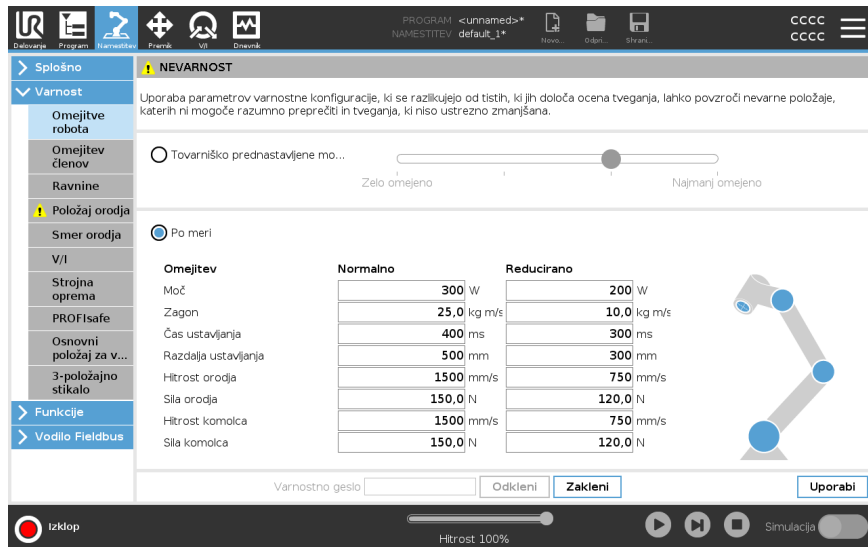 PROGRAM <unnamed>*
NAMESTITEV default_1*
Delovanje Program Namestitev Premik V/I Dnevnik Novo... Odpri... Shrani...
CCCC
CCCC
Splošno
Varnost
Omejitve robota
Omejitev členov
Ravnine
Položaj orodja
Smer orodja
V/I
Strojna oprema
PROFIsafe
Osnovni položaj za v...
3-položajno stikalo
Funkcije
Vodilo Fieldbus
NEVARNOST
Uporaba parametrov varnostne konfiguracije, ki se razlikujejo od tistih, ki jih določa ocena tveganja, lahko povzroči nevarne položaje,
katerih ni mogoče razumno preprečiti in tveganja, ki niso ustrezno zmanjšana.
Tovarniško prednastavljene mo...
Zelo omejeno Najmanj omejeno
Po meri
Omejitev Normalno Reducirano
Moč 300 W 200 W
Zagon 25,0 kg m/s 10,0 kg m/s
Čas ustavljanja 400 ms 300 ms
Razdalja ustavljanja 500 mm 300 mm
Hitrost orodja 1500 mm/s 750 mm/s
Sila orodja 150,0 N 120,0 N
Hitrost komolca 1500 mm/s 750 mm/s
Sila komolca 150,0 N 120,0 N
Varnostno geslo Odkleni Zakleni Uporabi
Izklop
Hitrost 100%
Simulacija